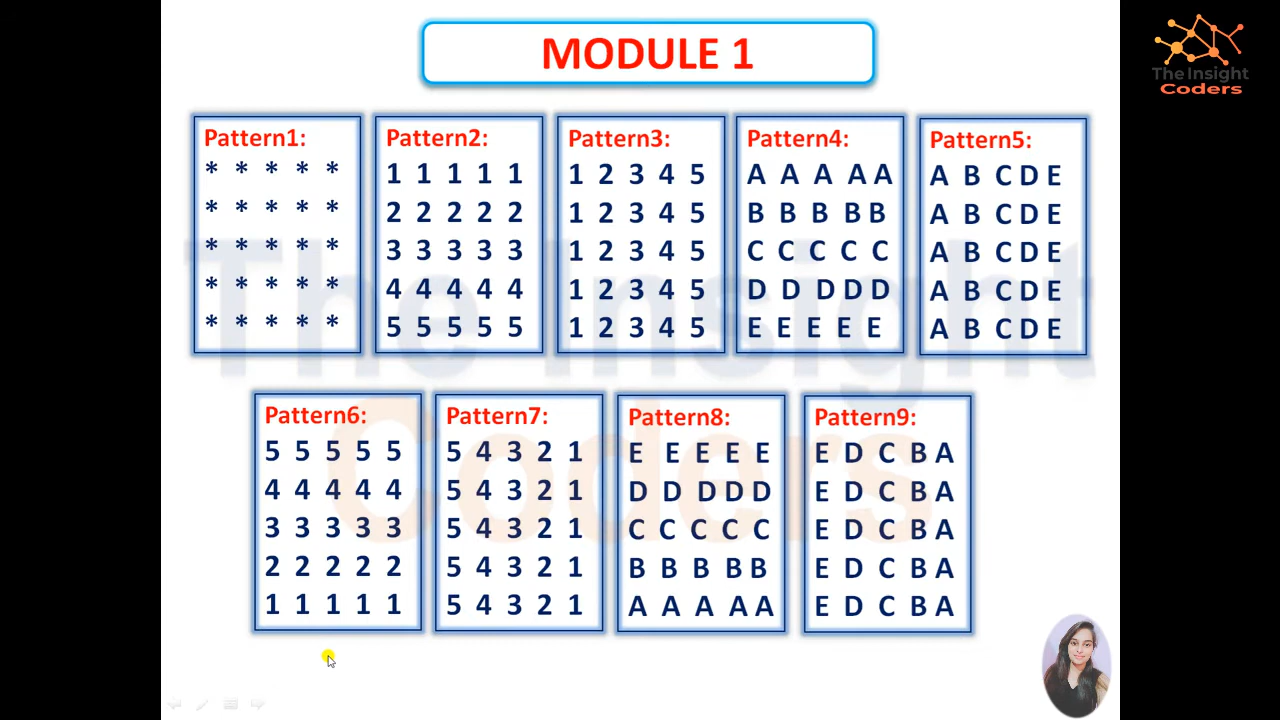 MODULE 1
The Insight
Coders
Pattern1:
* * * * *
* * * * *
* * * * *
* * * * *
* * * * *
Pattern2:
1 1 1 1 1
2 2 2 2 2
3 3 3 3 3
4 4 4 4 4
5 5 5 5 5
Pattern3:
1 2 3 4 5
1 2 3 4 5
1 2 3 4 5
1 2 3 4 5
1 2 3 4 5
Pattern4:
A A A A A
B B B B B
C C C C C
D D D D D
E E E E E
Pattern5:
A B C D E
A B C D E
A B C D E
A B C D E
A B C D E
Pattern6:
5 5 5 5 5
4 4 4 4 4
3 3 3 3 3
2 2 2 2 2
1 1 1 1 1
Pattern7:
5 4 3 2 1
5 4 3 2 1
5 4 3 2 1
5 4 3 2 1
5 4 3 2 1
Pattern8:
E E E E E
D D D D D
C C C C C
B B B B B
A A A A A
Pattern9:
E D C B A
E D C B A
E D C B A
E D C B A
E D C B A
The Insight
Coders